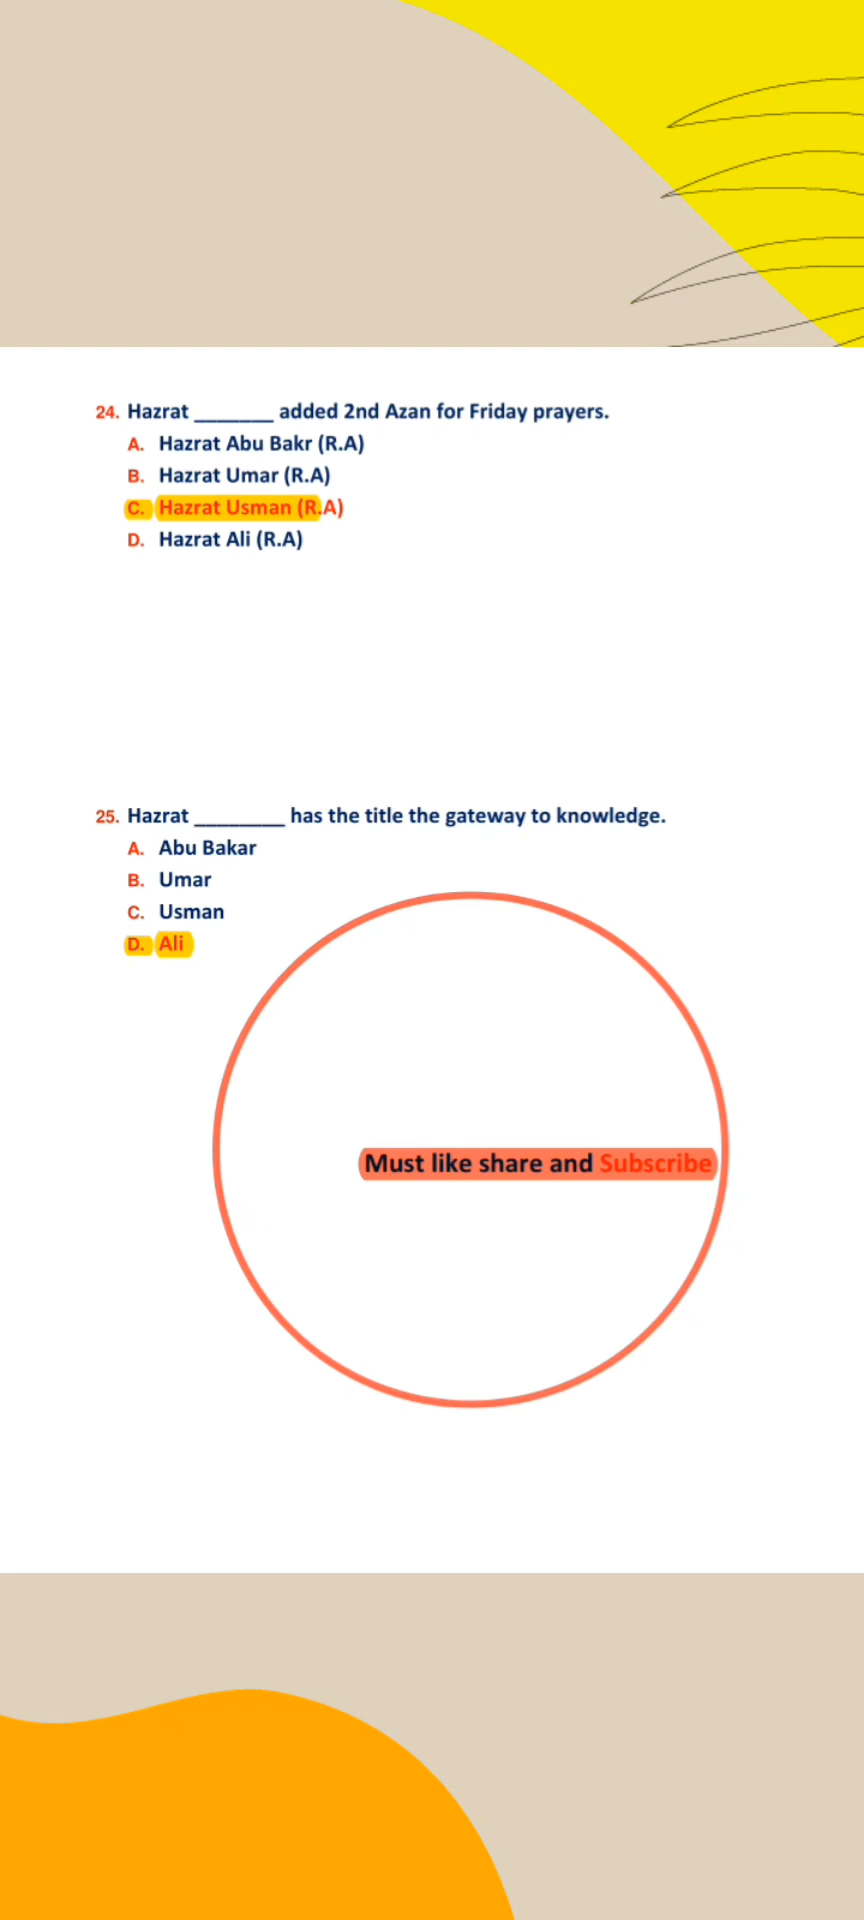 24. Hazrat _______ added 2nd Azan for Friday prayers.
A. Hazrat Abu Bakr (R.A)
B. Hazrat Umar (R.A)
C. Hazrat Usman (R.A)
D. Hazrat Ali (R.A)
25. Hazrat ________ has the title the gateway to knowledge.
A. Abu Bakar
B. Umar
C. Usman
D. Ali
Must like share and Subscribe